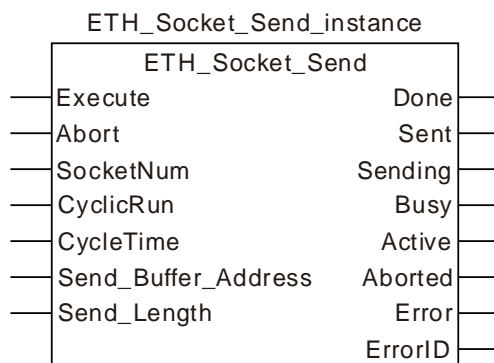 ETH_Socket_Send_instance
ETH_Socket_Send
Execute Done
Abort Sent
SocketNum Sending
CyclicRun Busy
CycleTime Active
Send_Buffer_Address Aborted
Send_Length Error
ErrorID